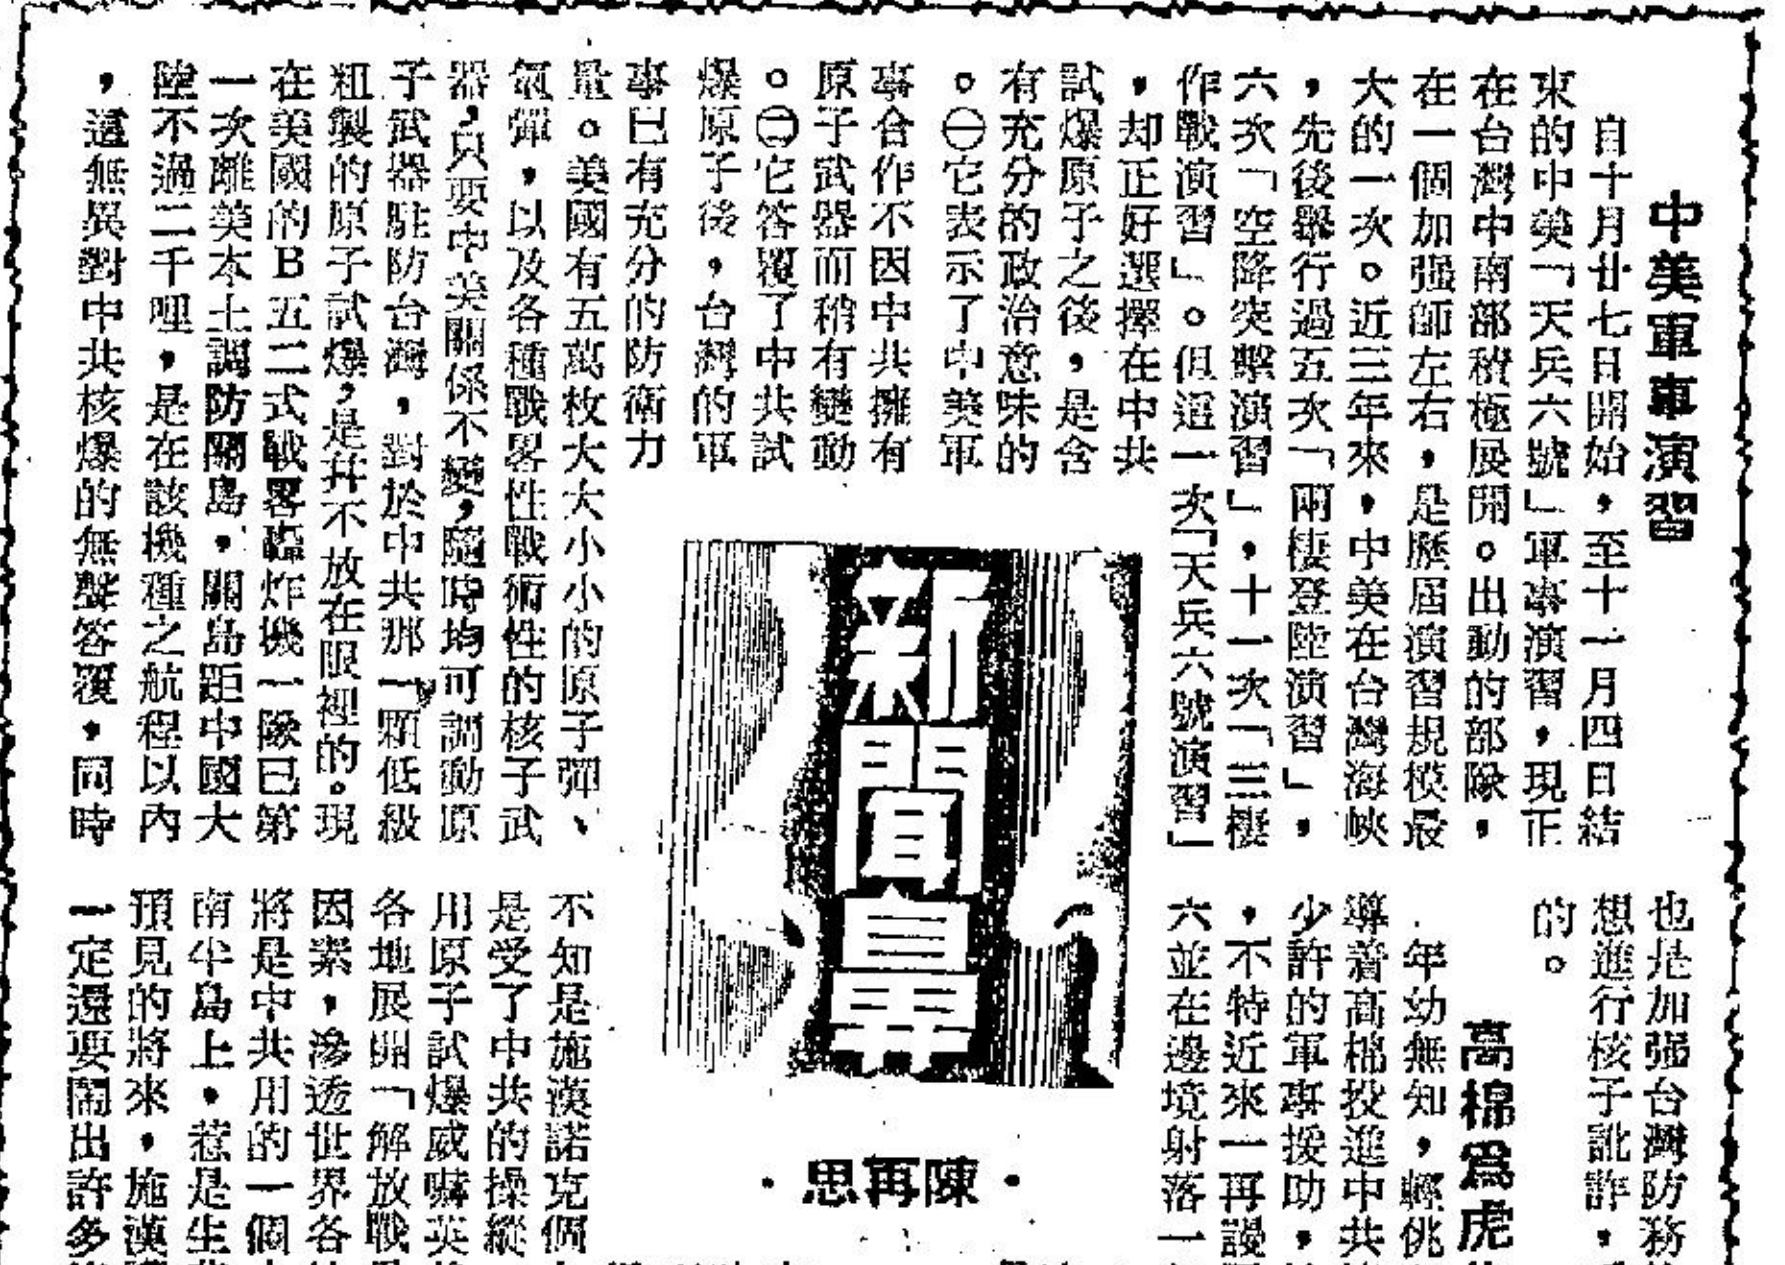 中美軍事演習
自十月廿七日開始，至十一月四日結
束的中美「天兵六號」軍事演習，現正
在台灣中南部積極展開。出動的部隊，
在一個加强師左右，是歷屆演習規模最
大的一次。近三年來，中美在台灣海峽
，先後舉行過五次「兩棲登陸演習」，
六次「空降突擊演習」，十一次「三棲
作戰演習」。但這一次「天兵六號演習」
，却正好選擇在中共
試爆原子之後，是含
有充分的政治意味的
。㊀它表示了中美軍
事合作不因中共擁有
原子武器而稍有變動
。㊁它答覆了中共試
爆原子後，台灣的軍
事已有充分的防衛力
量。美國有五萬枚大大小小的原子彈、
氫彈，以及各種戰畧性戰術性的核子武
器，只要中美關係不變，隨時均可調動原
子武器駐防台灣，對於中共那一顆低級
粗製的原子試爆，是幷不放在眼裡的。現
在美國的B五二式戰畧轟炸機一隊已第
一次離美本土調防關島，關島距中國大
陸不過二千哩，是在該機種之航程以內
，這無異對中共核爆的無聲答覆，同時
新聞眉
陳再思
也是加强台灣防務
想進行核子訛詐，
的。
高棉爲虎
年幼無知，輕佻
導着高棉投進中共
少許的軍事援助，
，不特近來一再謾
六並在邊境射落一
不知是施漢諾克個
是受了中共的操縱
用原子試爆威嚇英
各地展開「解放戰
因素，滲透世界各
將是中共用的一個
南半島上，惹是生
預見的將來，施漢
一定還要鬧出許多